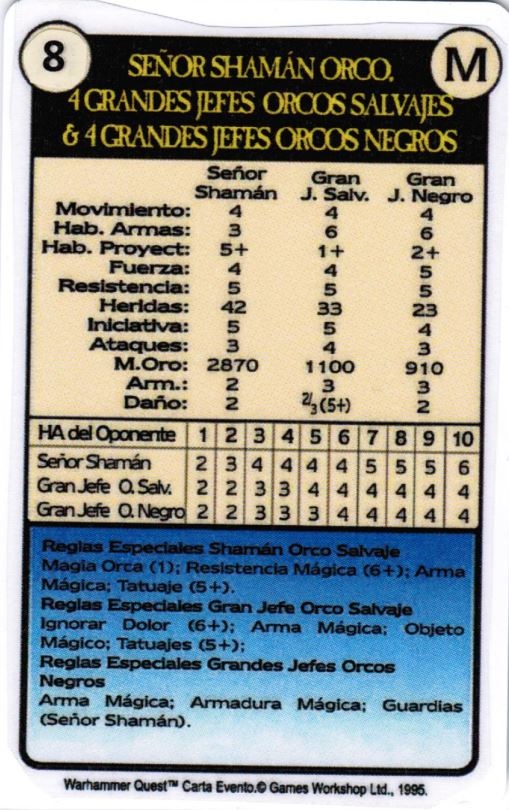 8
M
SEÑOR SHAMÁN ORCO,
4 GRANDES JEFES ORCOS SALVAJES
& 4 GRANDES JEFES ORCOS NEGROS
Señor Shamán Gran J. Salv. Gran J. Negro
Movimiento: 4 4 4
Hab. Armas: 3 6 6
Hab. Proyect: 5+ 1+ 2+
Fuerza: 4 4 5
Resistencia: 5 5 5
Heridas: 42 33 23
Iniciativa: 5 5 4
Ataques: 3 4 3
M.Oro: 2870 1100 910
Arm.: 2 3 3
Daño: 2 2/3 (5+) 2
HA del Oponente 1 2 3 4 5 6 7 8 9 10
Señor Shamán 2 3 4 4 4 4 5 5 5 6
Gran Jefe O. Salv. 2 2 3 3 4 4 4 4 4 4
Gran Jefe O. Negro 2 2 3 3 3 4 4 4 4 4
Reglas Especiales Shamán Orco Salvaje
Magia Orca (1); Resistencia Mágica (6+); Arma
Mágica; Tatuaje (5+).
Reglas Especiales Gran Jefe Orco Salvaje
Ignorar Dolor (6+); Arma Mágica; Objeto
Mágico; Tatuajes (5+);
Reglas Especiales Grandes Jefes Orcos
Negros
Arma Mágica; Armadura Mágica; Guardias
(Señor Shamán).
Warhammer Quest™ Carta Evento.© Games Workshop Ltd., 1995.